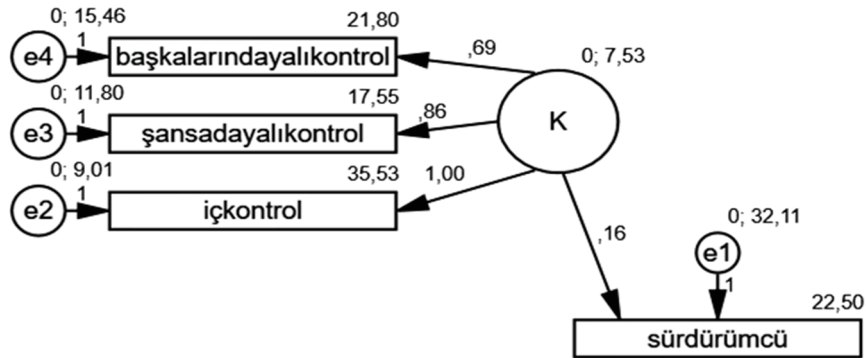 0; 15,46
21,80
e4
1
başkalarındayalıkontrol
,69
0; 7,53
0; 11,80
17,55
e3
1
şansadayalıkontrol
,86
K
0; 9,01
35,53
1,00
e2
1
içkontrol
,16
0; 32,11
e1
1
22,50
sürdürümcü